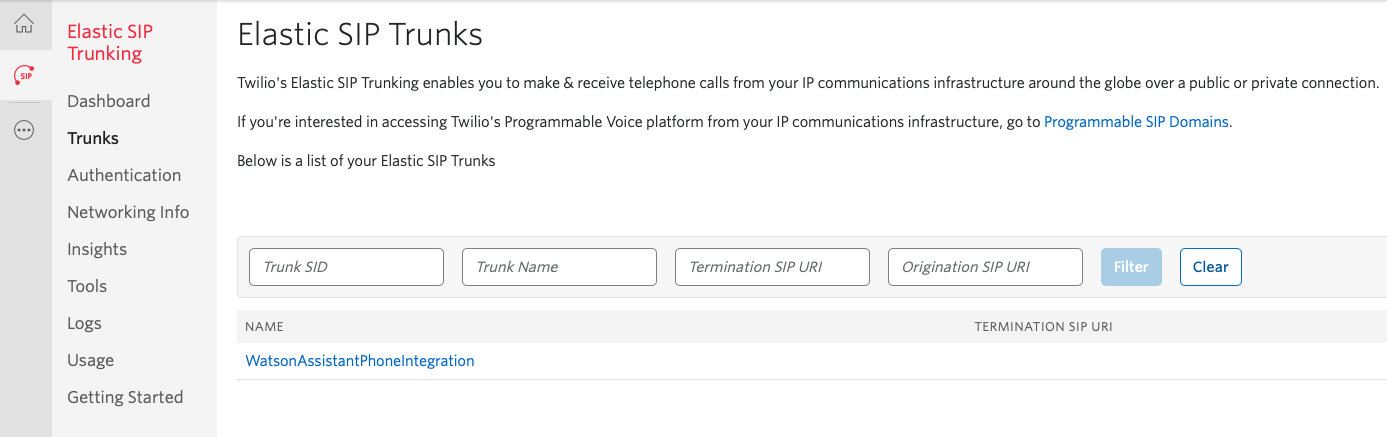 Elastic SIP Trunks
Elastic SIP
Trunking
SIP
Dashboard
Trunks
Authentication
Networking Info
Insights
Tools
Logs
Usage
Getting Started
Twilio's Elastic SIP Trunking enables you to make & receive telephone calls from your IP communications infrastructure around the globe over a public or private connection.
If you're interested in accessing Twilio's Programmable Voice platform from your IP communications infrastructure, go to Programmable SIP Domains.
Below is a list of your Elastic SIP Trunks
Trunk SID Trunk Name Termination SIP URI Origination SIP URI Filter Clear
NAME TERMINATION SIP URI
WatsonAssistantPhoneIntegration